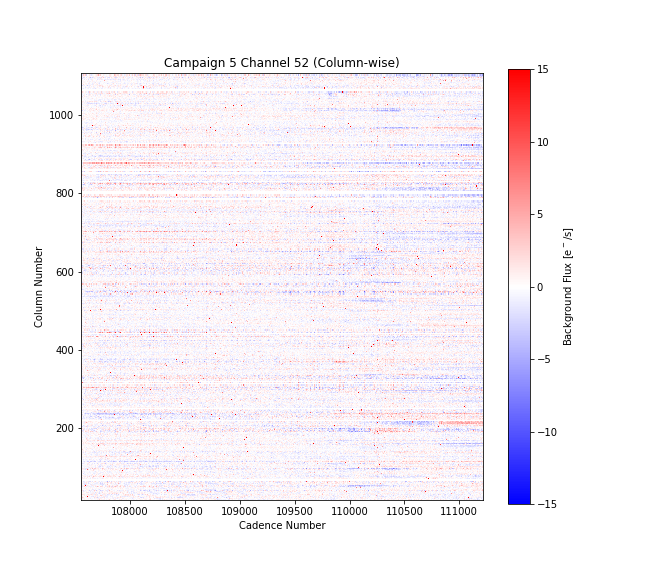 Campaign 5 Channel 52 (Column-wise)
Column Number
1000
800
600
400
200
108000 108500 109000 109500 110000 110500 111000
Cadence Number
15
10
5
0
−5
−10
−15
Background Flux [e⁻/s]